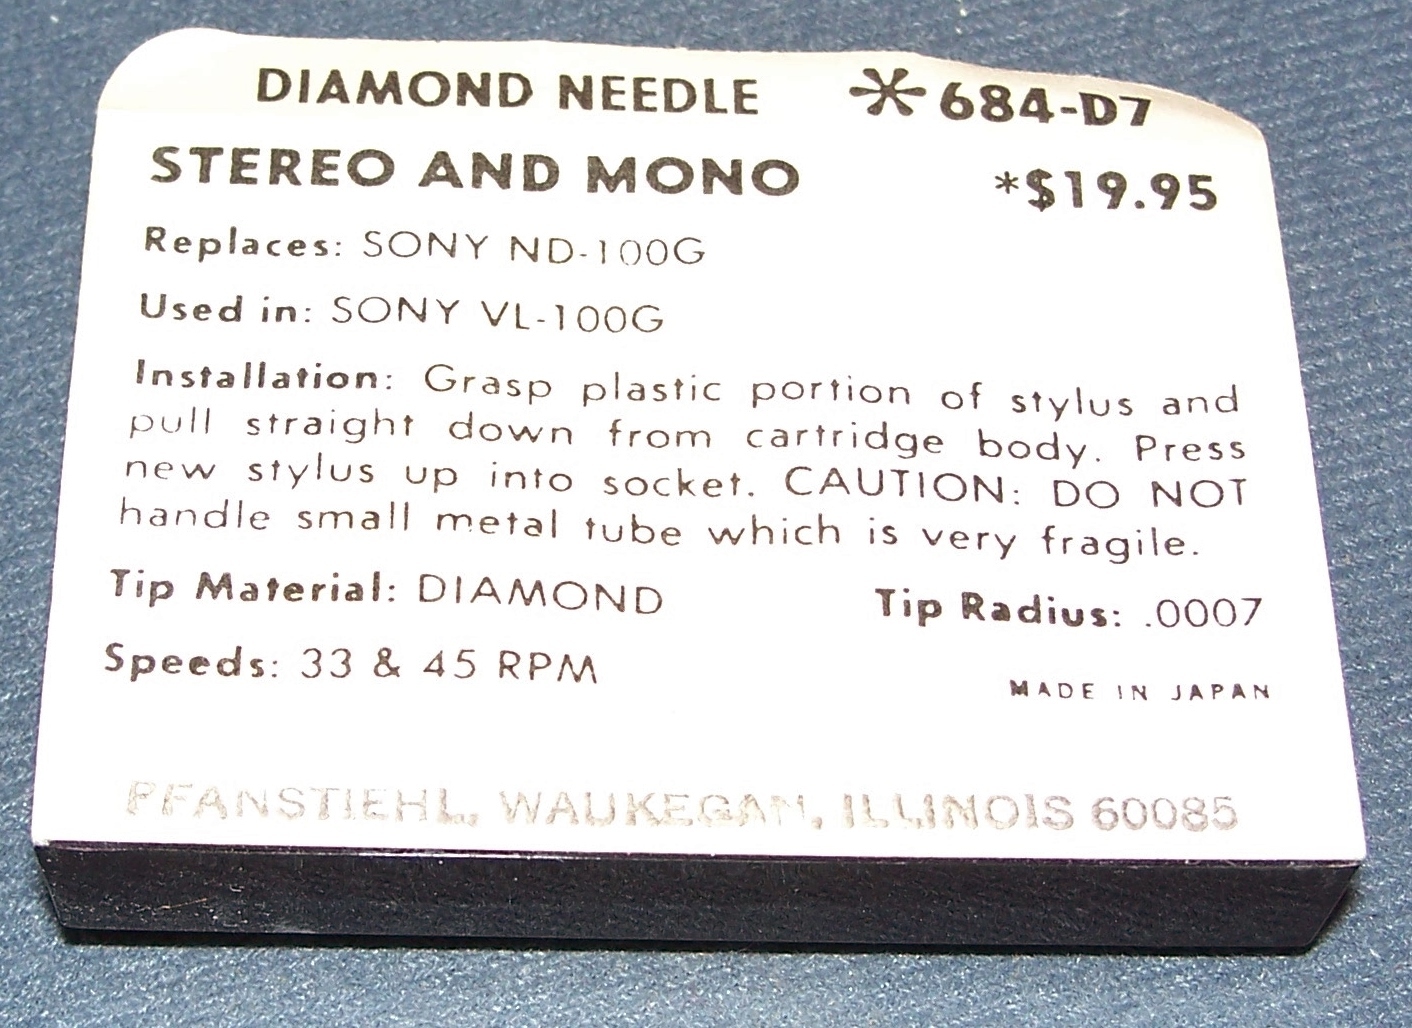 DIAMOND NEEDLE *684-D7
STEREO AND MONO *$19.95
Replaces: SONY ND-100G
Used in: SONY VL-100G
Installation: Grasp plastic portion of stylus and
pull straight down from cartridge body. Press
new stylus up into socket. CAUTION: DO NOT
handle small metal tube which is very fragile.
Tip Material: DIAMOND Tip Radius: .0007
Speeds: 33 & 45 RPM
MADE IN JAPAN
PFANSTIEHL, WAUKEGAN, ILLINOIS 60085